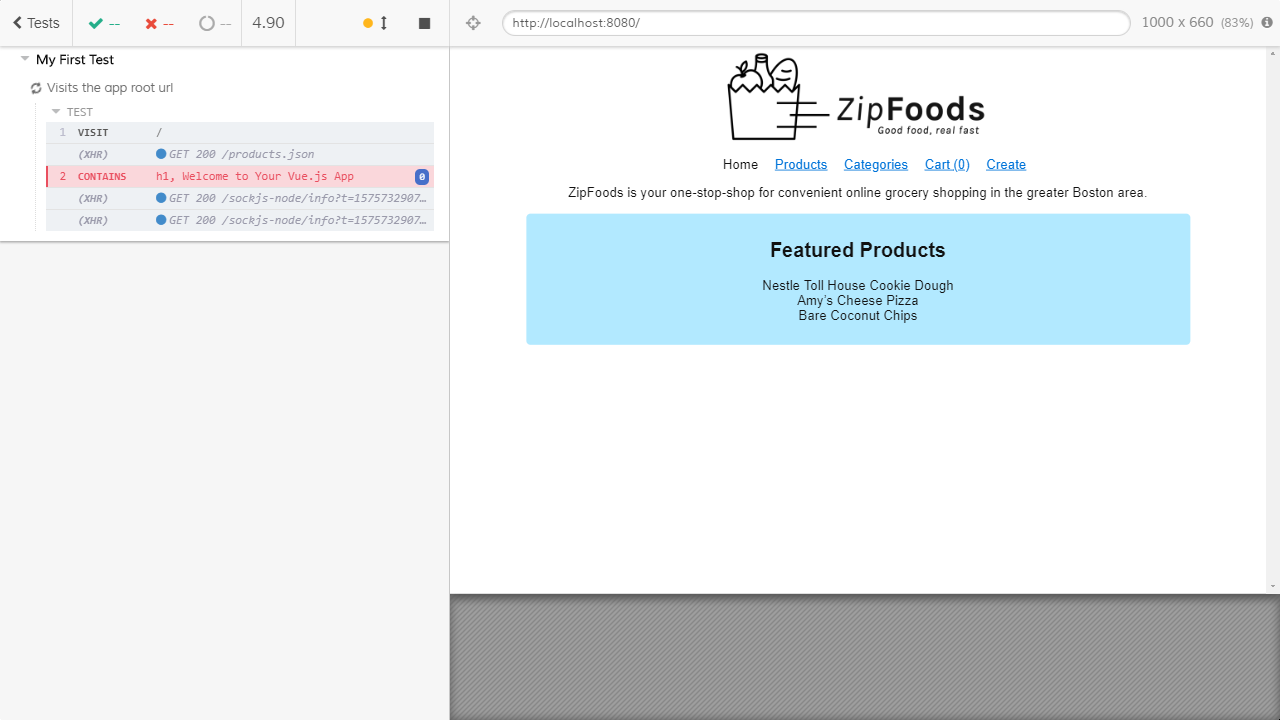 Tests -- -- -- 4.90
http://localhost:8080/ 1000 x 660 (83%)
My First Test
Visits the app root url
TEST
1 VISIT /
(XHR) GET 200 /products.json
2 CONTAINS h1, Welcome to Your Vue.js App 0
(XHR) GET 200 /sockjs-node/info?t=1575732907…
(XHR) GET 200 /sockjs-node/info?t=1575732907…
ZipFoods
Good food, real fast
Home Products Categories Cart (0) Create
ZipFoods is your one-stop-shop for convenient online grocery shopping in the greater Boston area.
Featured Products
Nestle Toll House Cookie Dough
Amy's Cheese Pizza
Bare Coconut Chips